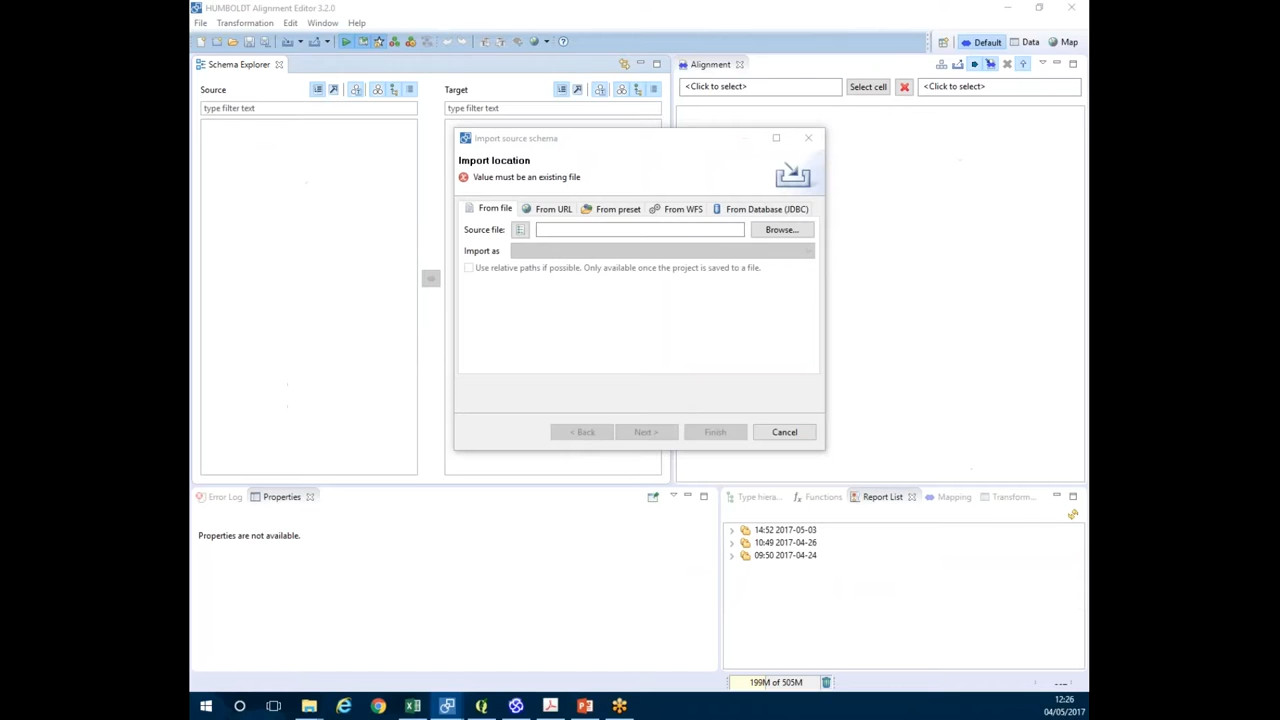 HUMBOLDT Alignment Editor 3.2.0
File Transformation Edit Window Help
Default Data Map
Schema Explorer
Alignment
Source
Target
<Click to select> Select cell <Click to select>
type filter text
type filter text
Import source schema
Import location
Value must be an existing file
From file From URL From preset From WFS From Database (JDBC)
Source file: Browse...
Import as
Use relative paths if possible. Only available once the project is saved to a file.
< Back Next > Finish Cancel
Error Log Properties
Type hiera... Functions Report List Mapping Transform...
Properties are not available.
14:52 2017-05-03
10:49 2017-04-26
09:50 2017-04-24
199M of 505M
12:26
04/05/2017